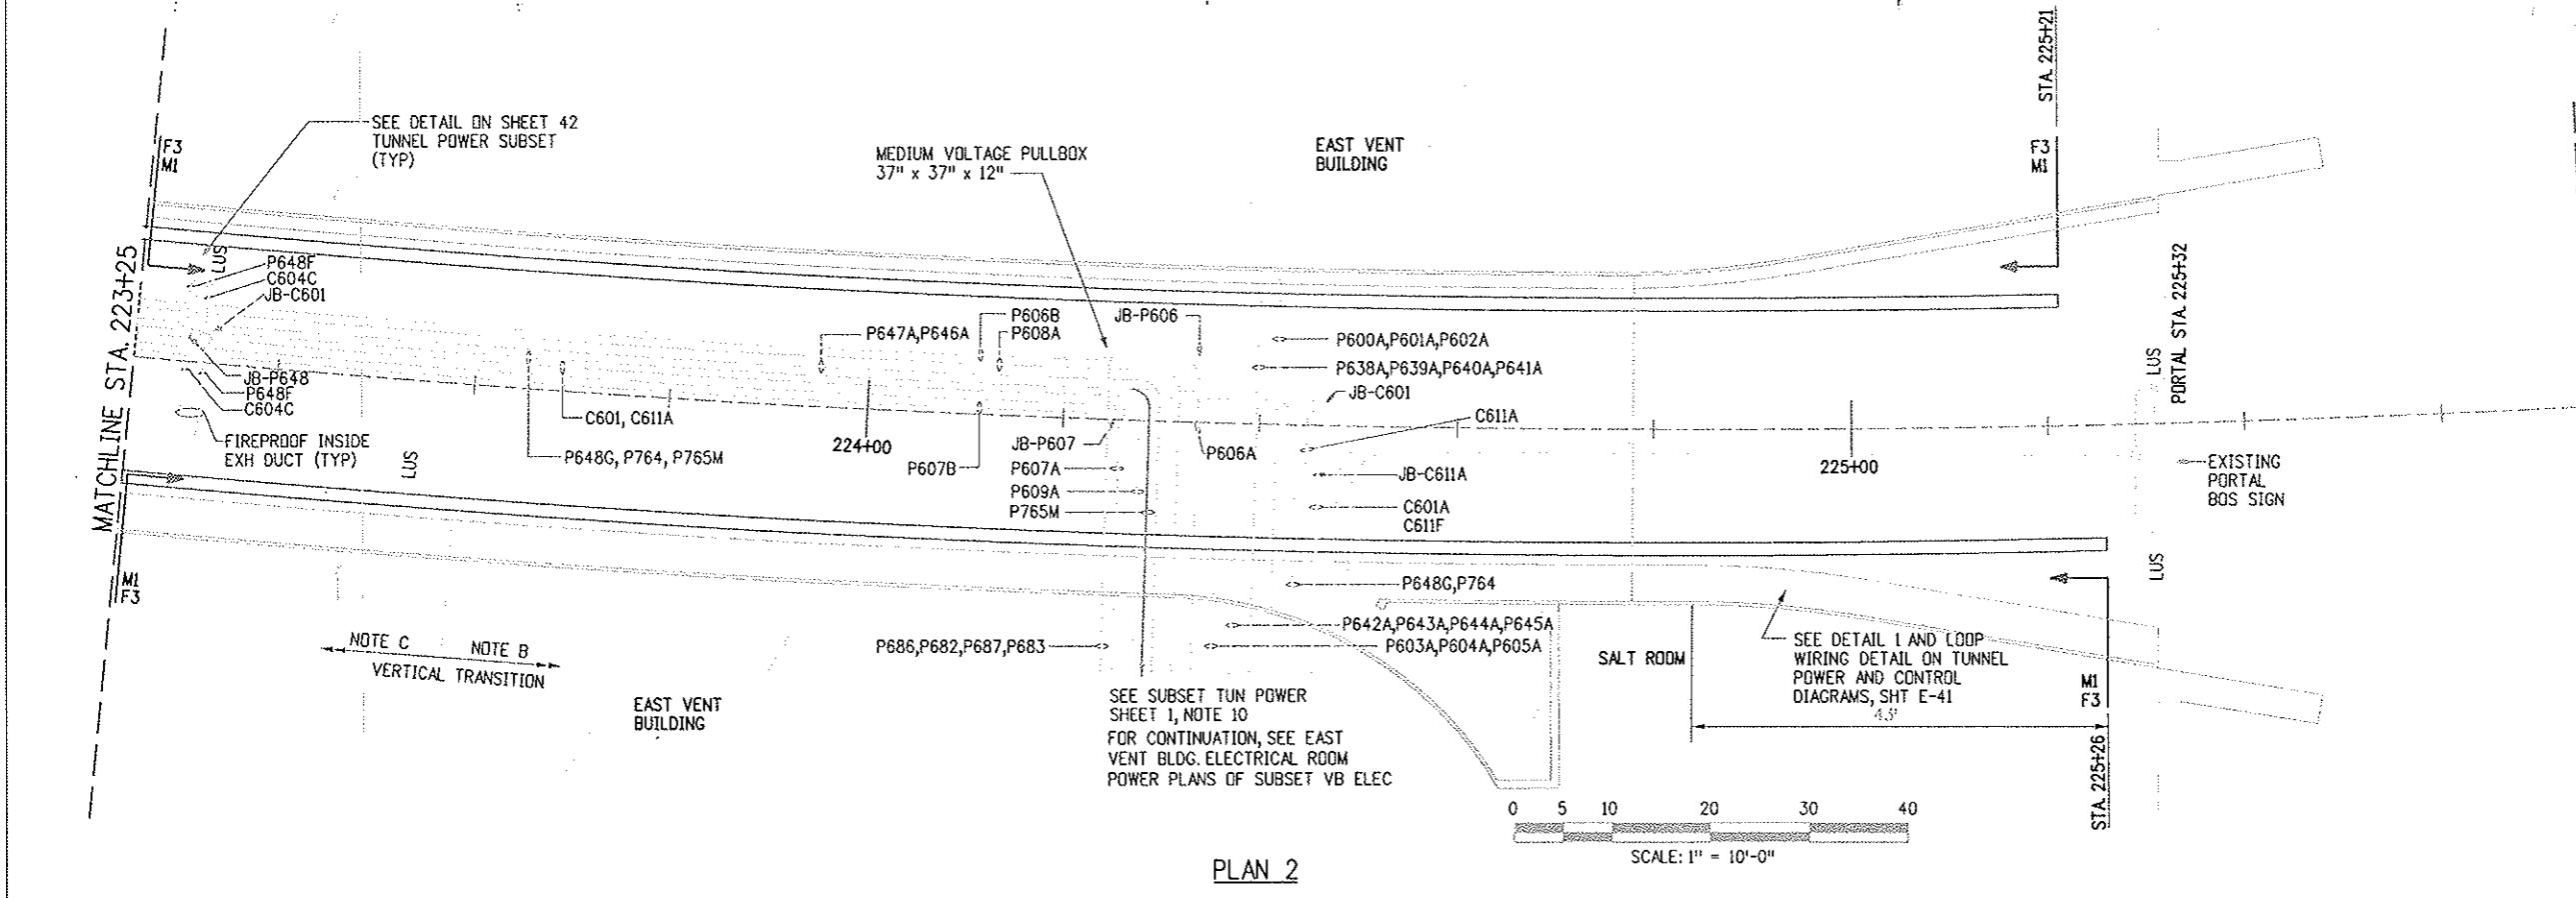 STA. 225+21
SEE DETAIL ON SHEET 42
TUNNEL POWER SUBSET
(TYP)
F3
M1
MEDIUM VOLTAGE PULLBOX
37" x 37" x 12"
EAST VENT
BUILDING
F3
M1
MATCHLINE STA. 223+25
LUS
P648F
C604C
JB-C601
PORTAL STA. 225+32
P647A,P646A
P606B
P608A
JB-P606
P600A,P601A,P602A
P638A,P639A,P640A,P641A
JB-C601
LUS
JB-P648
P648F
C604C
C601, C611A
C611A
FIREPROOF INSIDE
EXH DUCT (TYP)
LUS
P648G, P764, P765M
224+00
P607B
JB-P607
P607A
P609A
P765M
P606A
JB-C611A
C601A
C611F
225+00
EXISTING
PORTAL
BOS SIGN
LUS
M1
F3
P648G,P764
NOTE C
NOTE B
VERTICAL TRANSITION
P686,P682,P687,P683
P642A,P643A,P644A,P645A
P603A,P604A,P605A
SALT ROOM
SEE DETAIL 1 AND LOOP
WIRING DETAIL ON TUNNEL
POWER AND CONTROL
DIAGRAMS, SHT E-41
43'
M1
F3
EAST VENT
BUILDING
SEE SUBSET TUN POWER
SHEET 1, NOTE 10
FOR CONTINUATION, SEE EAST
VENT BLDG. ELECTRICAL ROOM
POWER PLANS OF SUBSET VB ELEC
STA. 225+26
0 5 10 20 30 40
SCALE: 1" = 10'-0"
PLAN 2